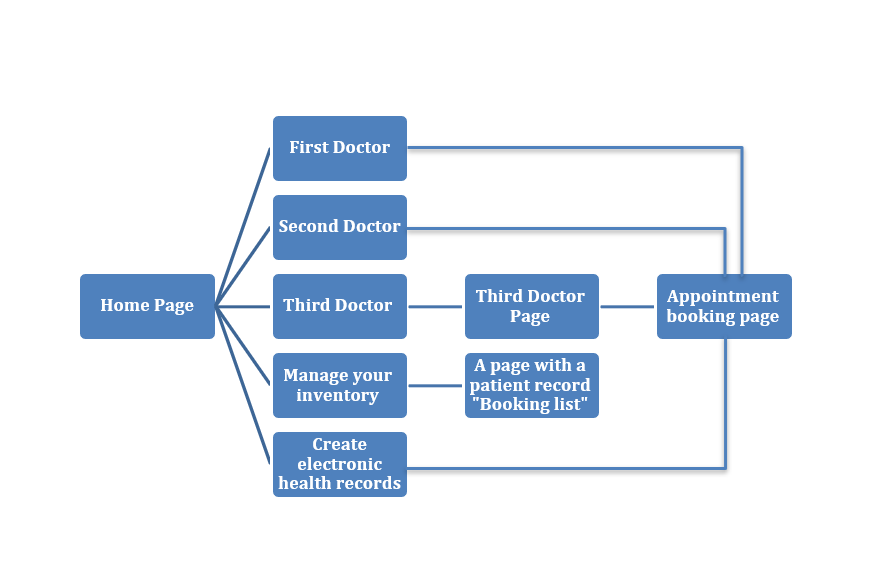 First Doctor
Second Doctor
Home Page
Third Doctor
Third Doctor
Page
Appointment
booking page
Manage your
inventory
A page with a
patient record
"Booking list"
Create
electronic
health records